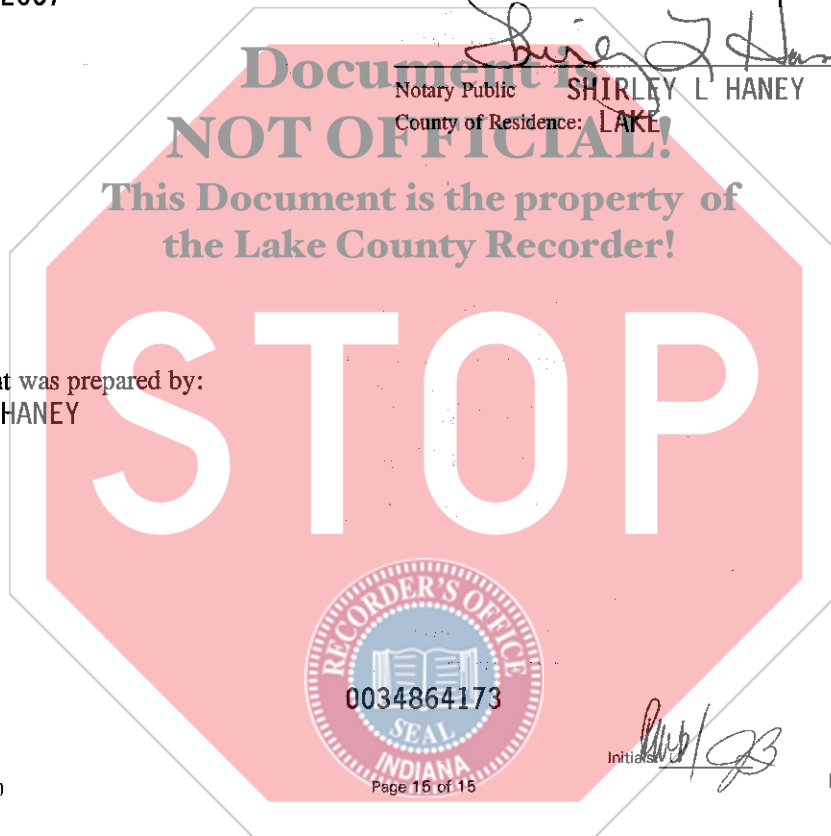 Document is
Notary Public SHIRLEY L HANEY
NOT OFFICIAL!
County of Residence: LAKE
This Document is the property of
the Lake County Recorder!
STOP
was prepared by:
HANEY
RECORDER'S OFFICE
0034864173
SEAL
INDIANA
Initials:
Page 15 of 15